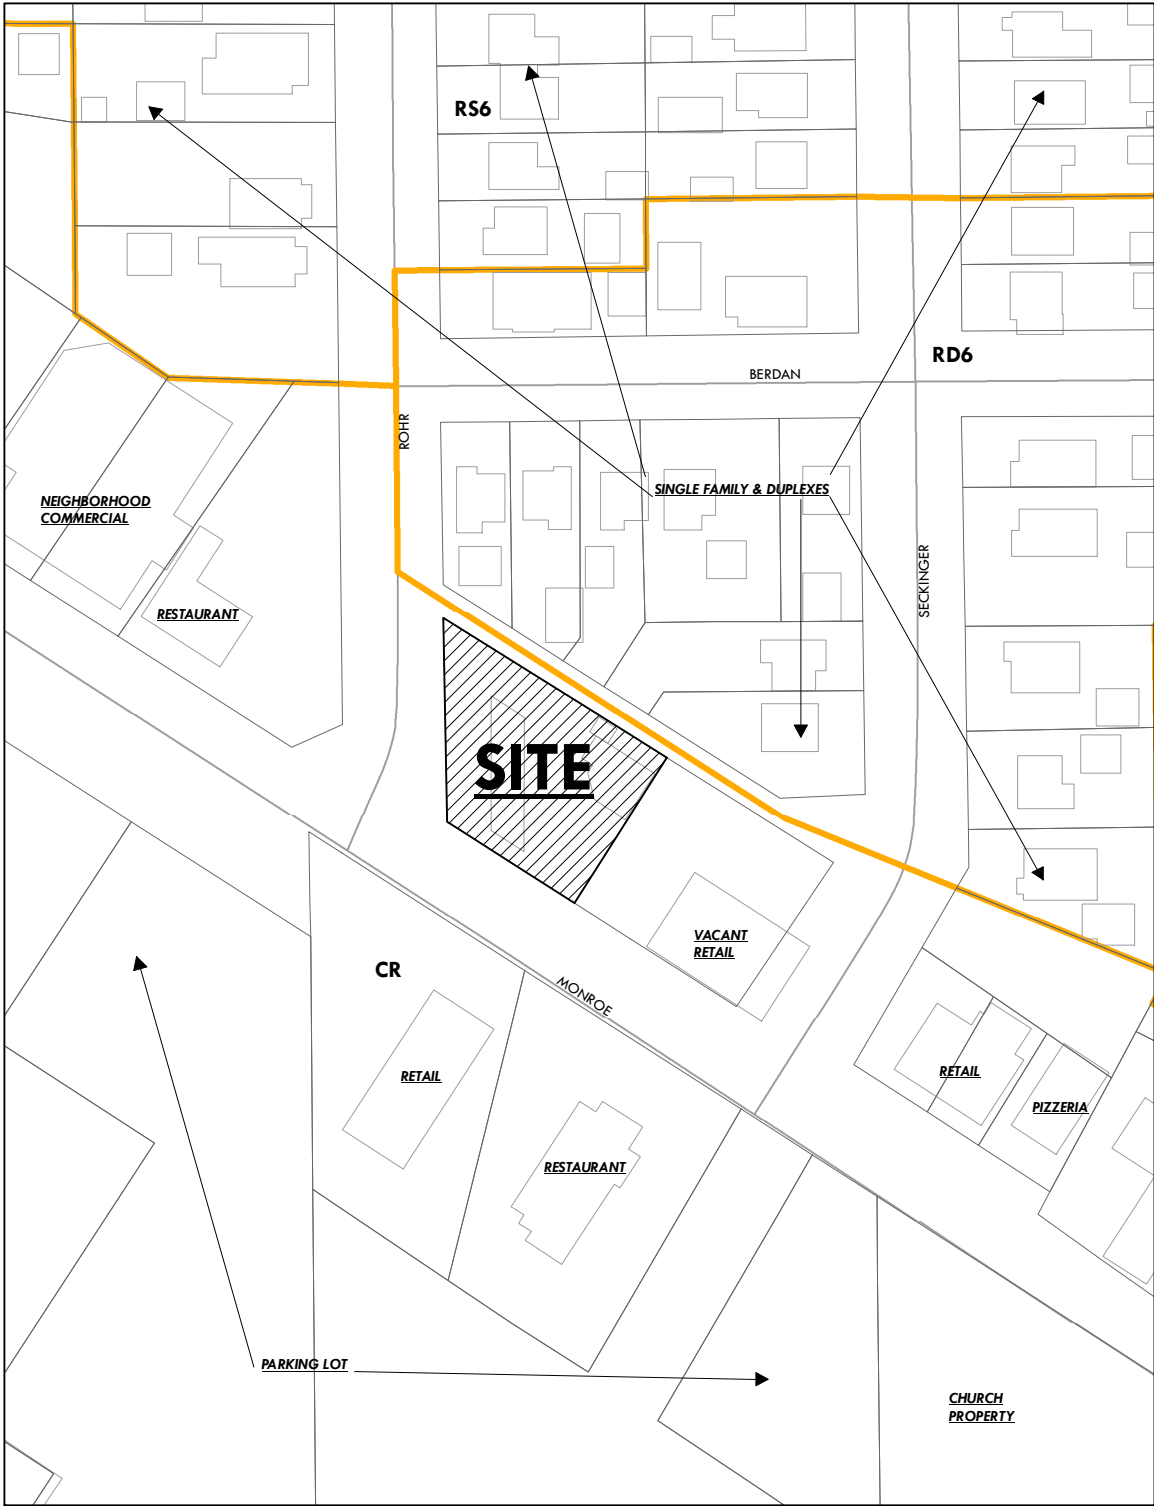 RS6
RD6
BERDAN
ROHR
SINGLE FAMILY & DUPLEXES
NEIGHBORHOOD
COMMERCIAL
SECKINGER
RESTAURANT
SITE
VACANT
RETAIL
CR
MONROE
RETAIL
RETAIL
PIZZERIA
RESTAURANT
PARKING LOT
CHURCH
PROPERTY